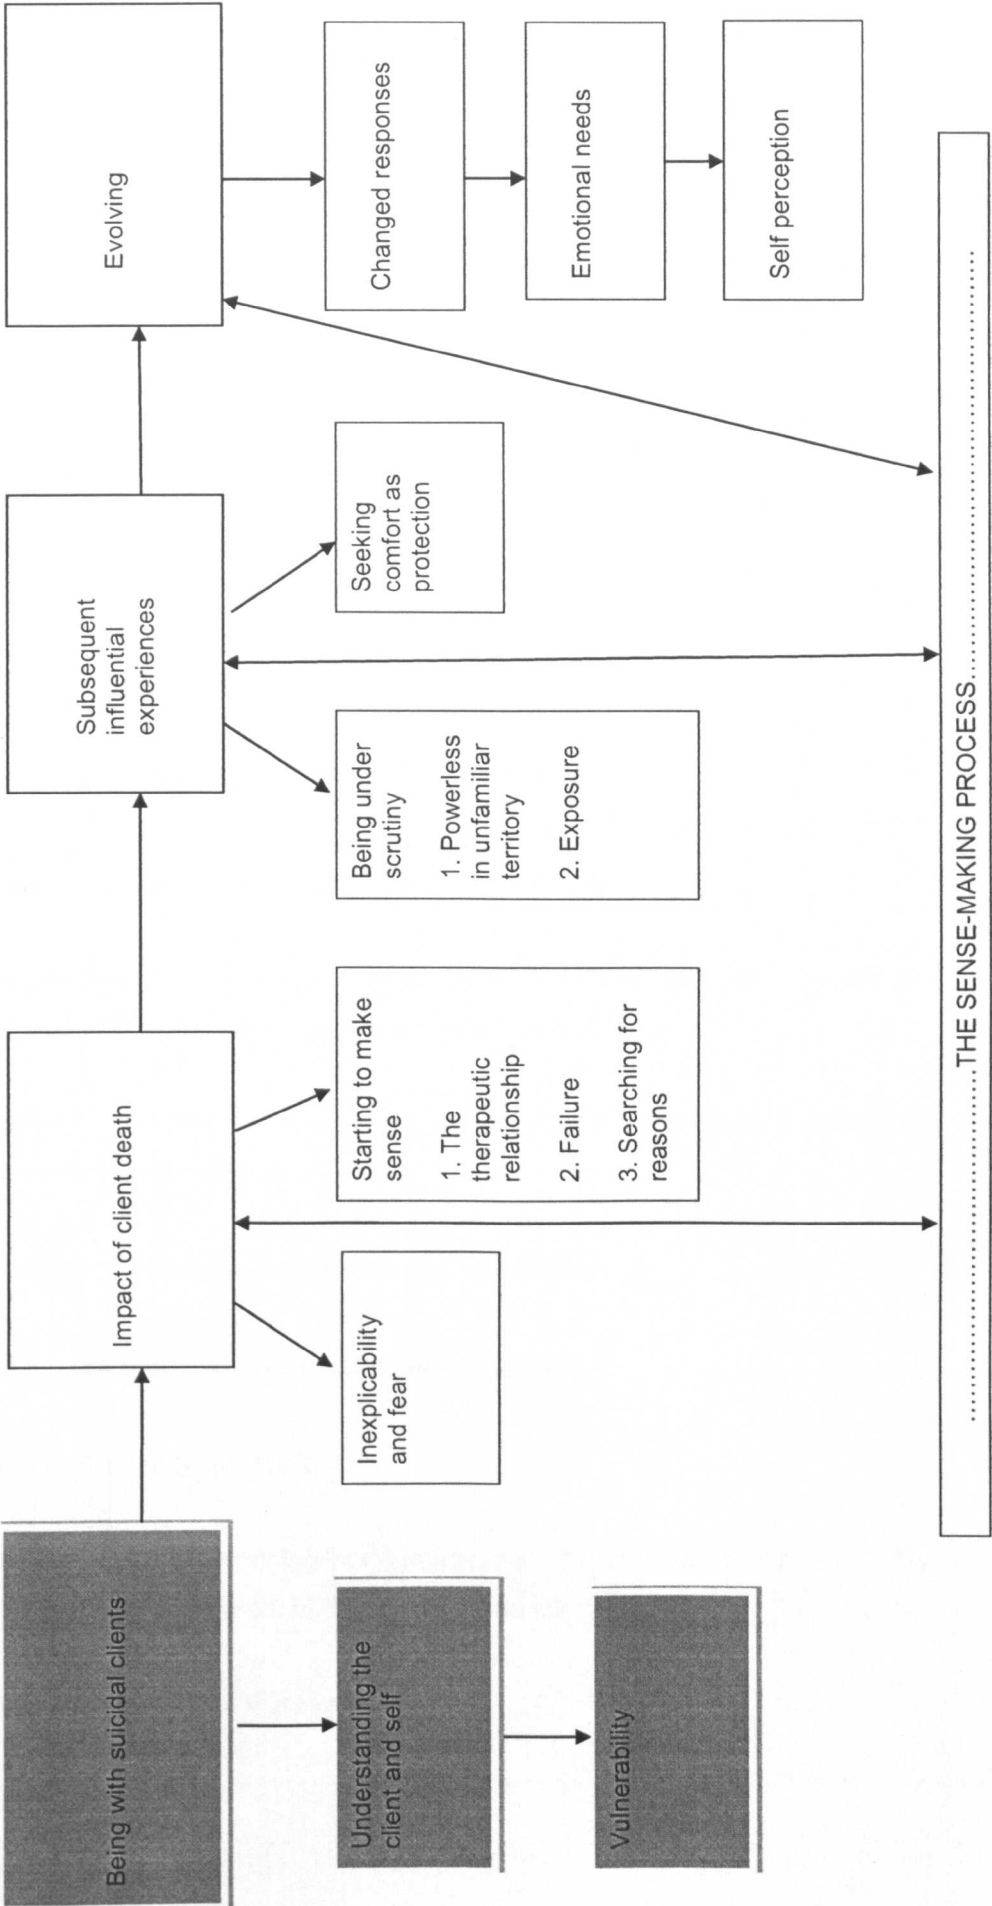 Being with suicidal clients
Understanding the
client and self
Vulnerability
Impact of client death
Inexplicability
and fear
Starting to make
sense
1. The
therapeutic
relationship
2. Failure
3. Searching for
reasons
Subsequent
influential
experiences
Being under
scrutiny
1. Powerless
in unfamiliar
territory
2. Exposure
Seeking
comfort as
protection
Evolving
Changed responses
Emotional needs
Self perception
THE SENSE-MAKING PROCESS